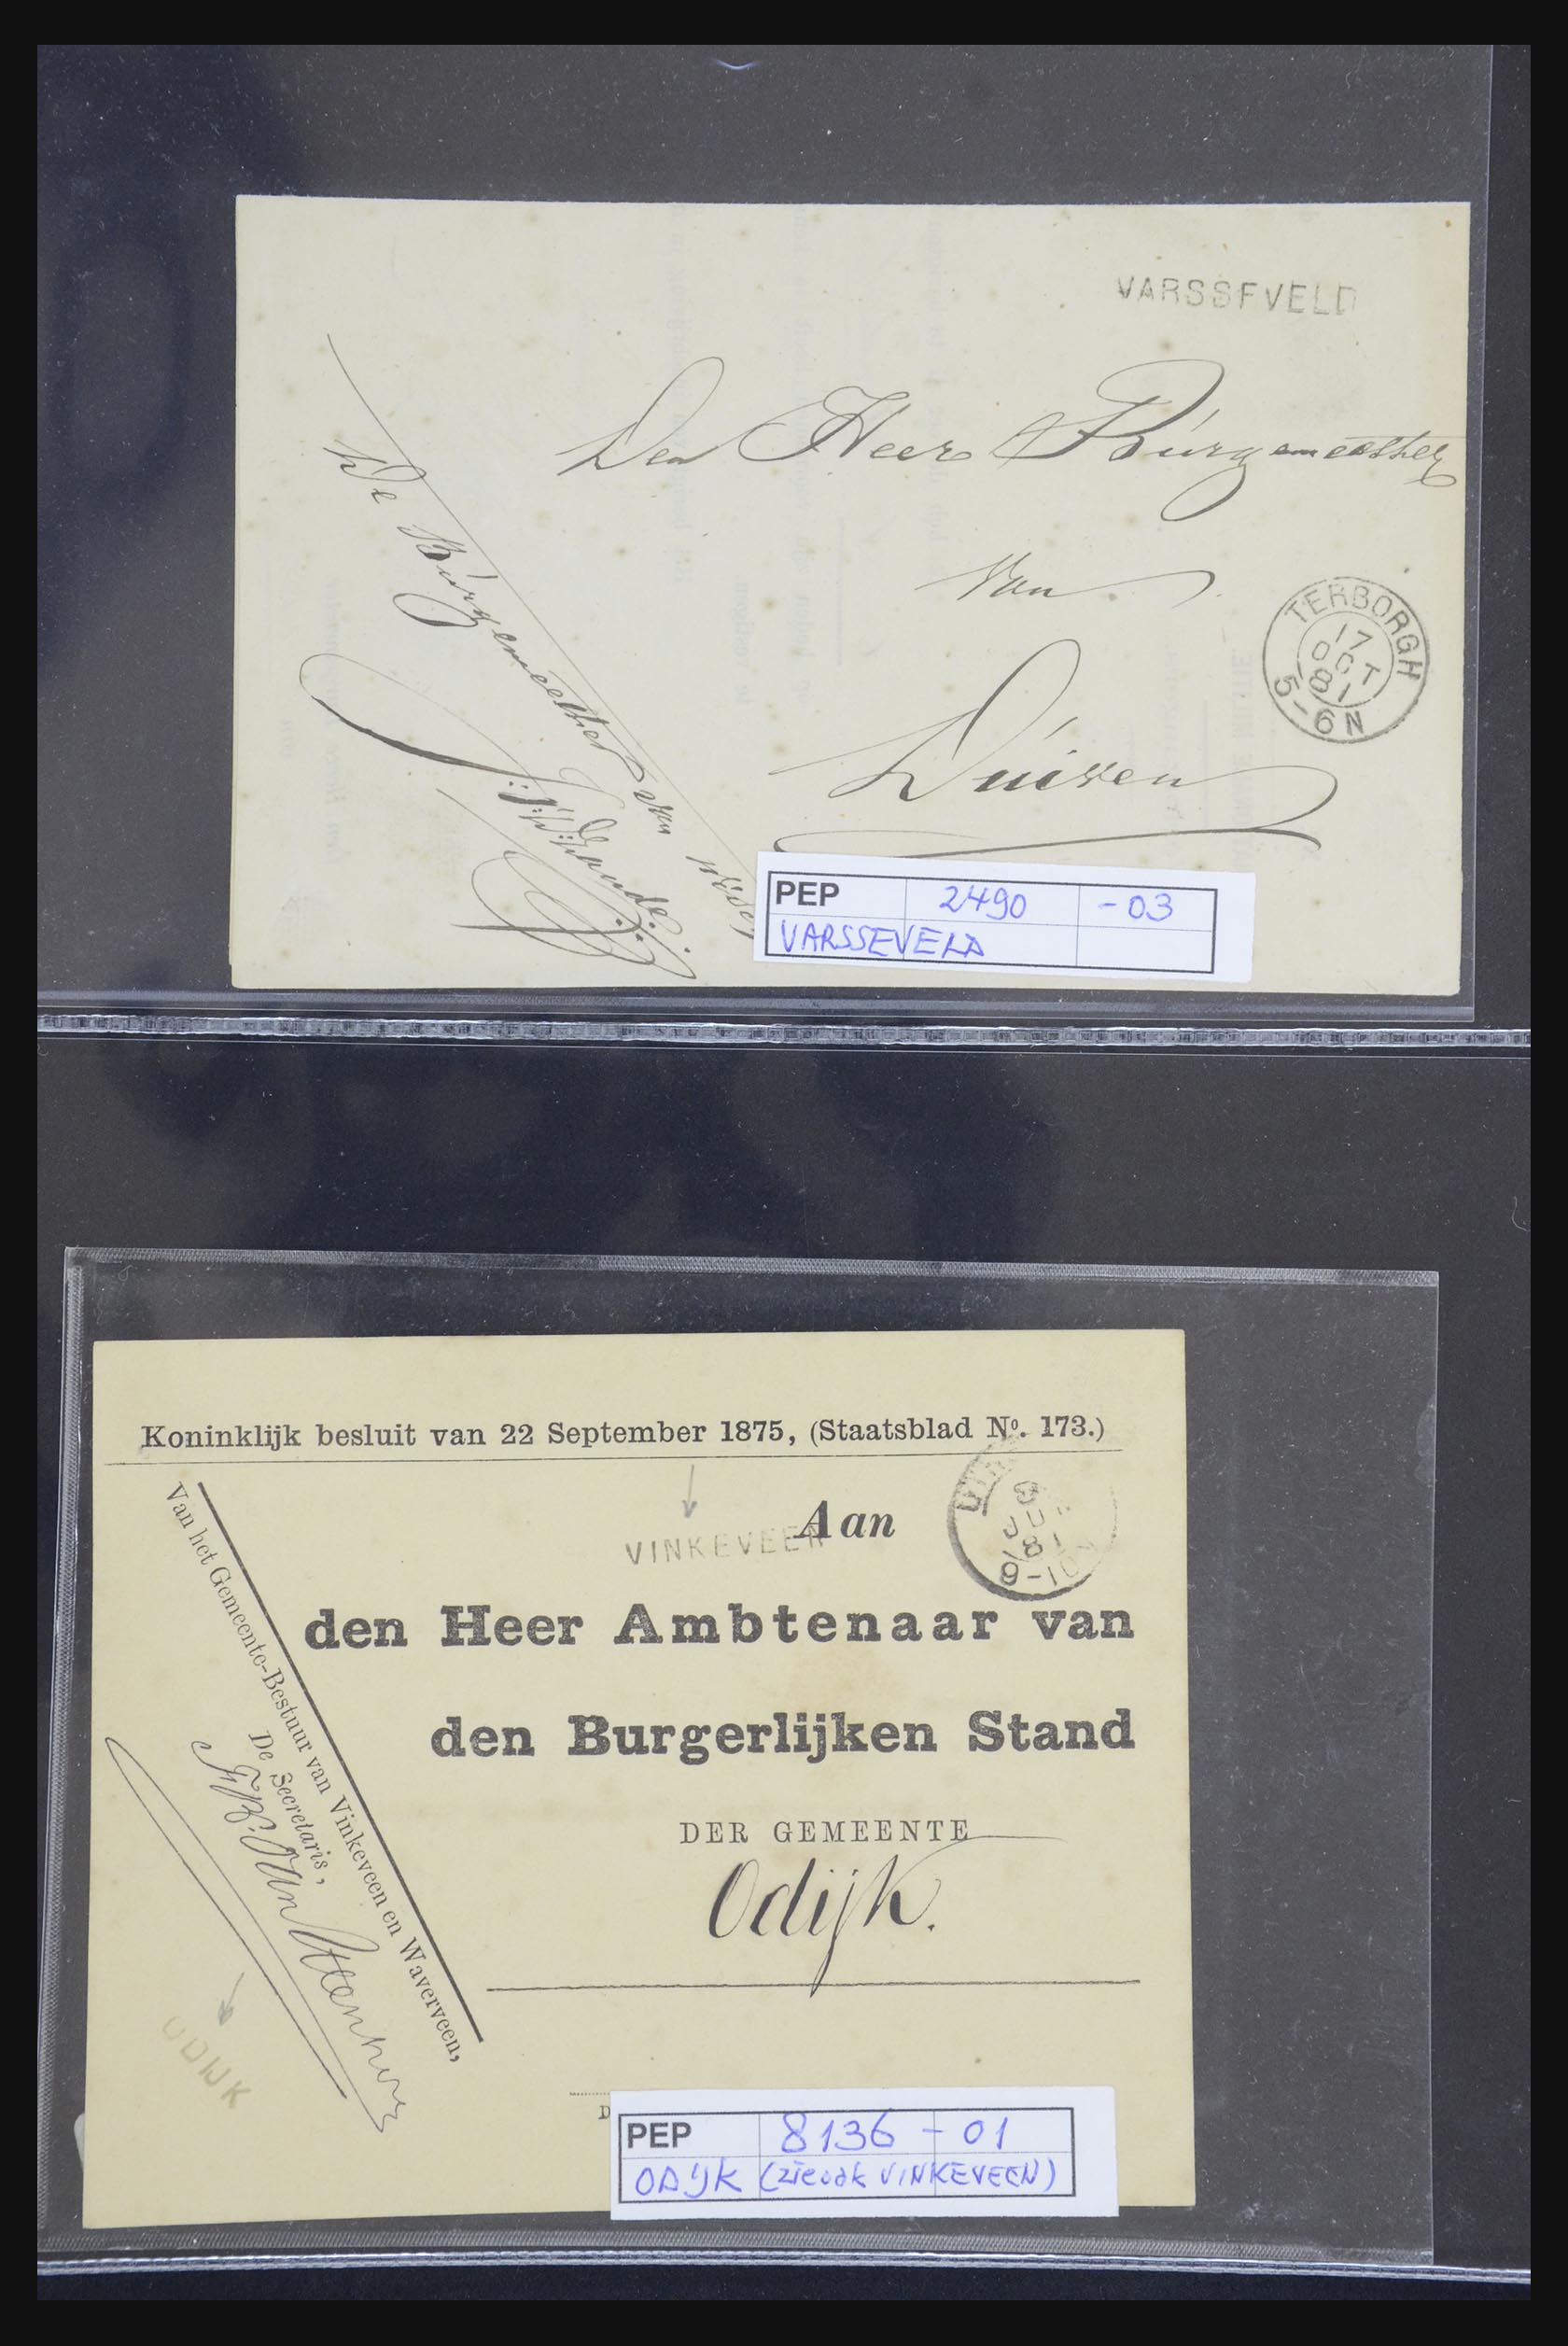 VARSSEVELD
Den Heer Burgemeester
van
Duiven
TERBORGH
17
OCT
81
5-6N
De Burgemeester van Wisch
PEP 2490 -03
VARSSEVELD
Koninklijk besluit van 22 September 1875, (Staatsblad No. 173.)
Aan
VINKEVEEN
8
81
9-10
den Heer Ambtenaar van
den Burgerlijken Stand
DER GEMEENTE
Odijk.
Van het Gemeente-Bestuur van Vinkeveen en Waverveen,
De Secretaris,
ODIJK
D
PEP 8136 - 01
ODIJK (zie ook VINKEVEEN)